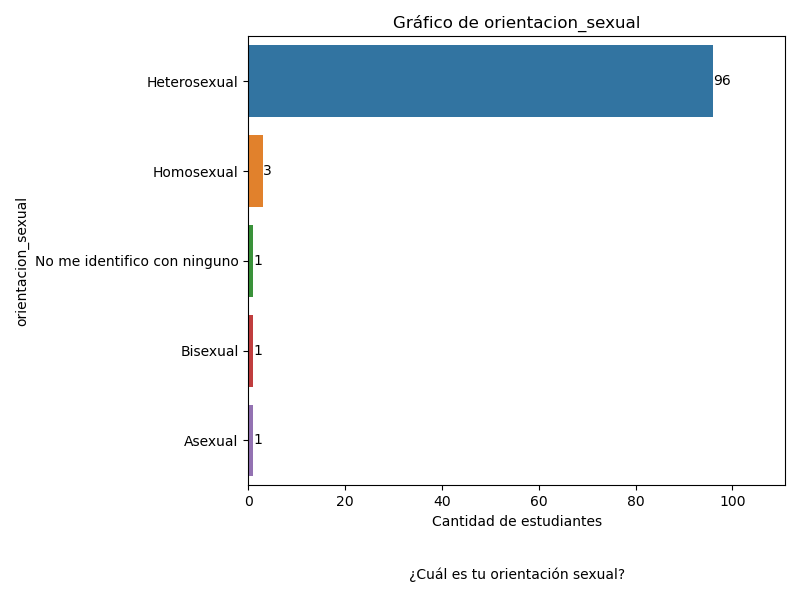 Gráfico de orientacion_sexual
orientacion_sexual
Heterosexual
96
Homosexual
3
No me identifico con ninguno
1
Bisexual
1
Asexual
1
0 20 40 60 80 100
Cantidad de estudiantes
¿Cuál es tu orientación sexual?